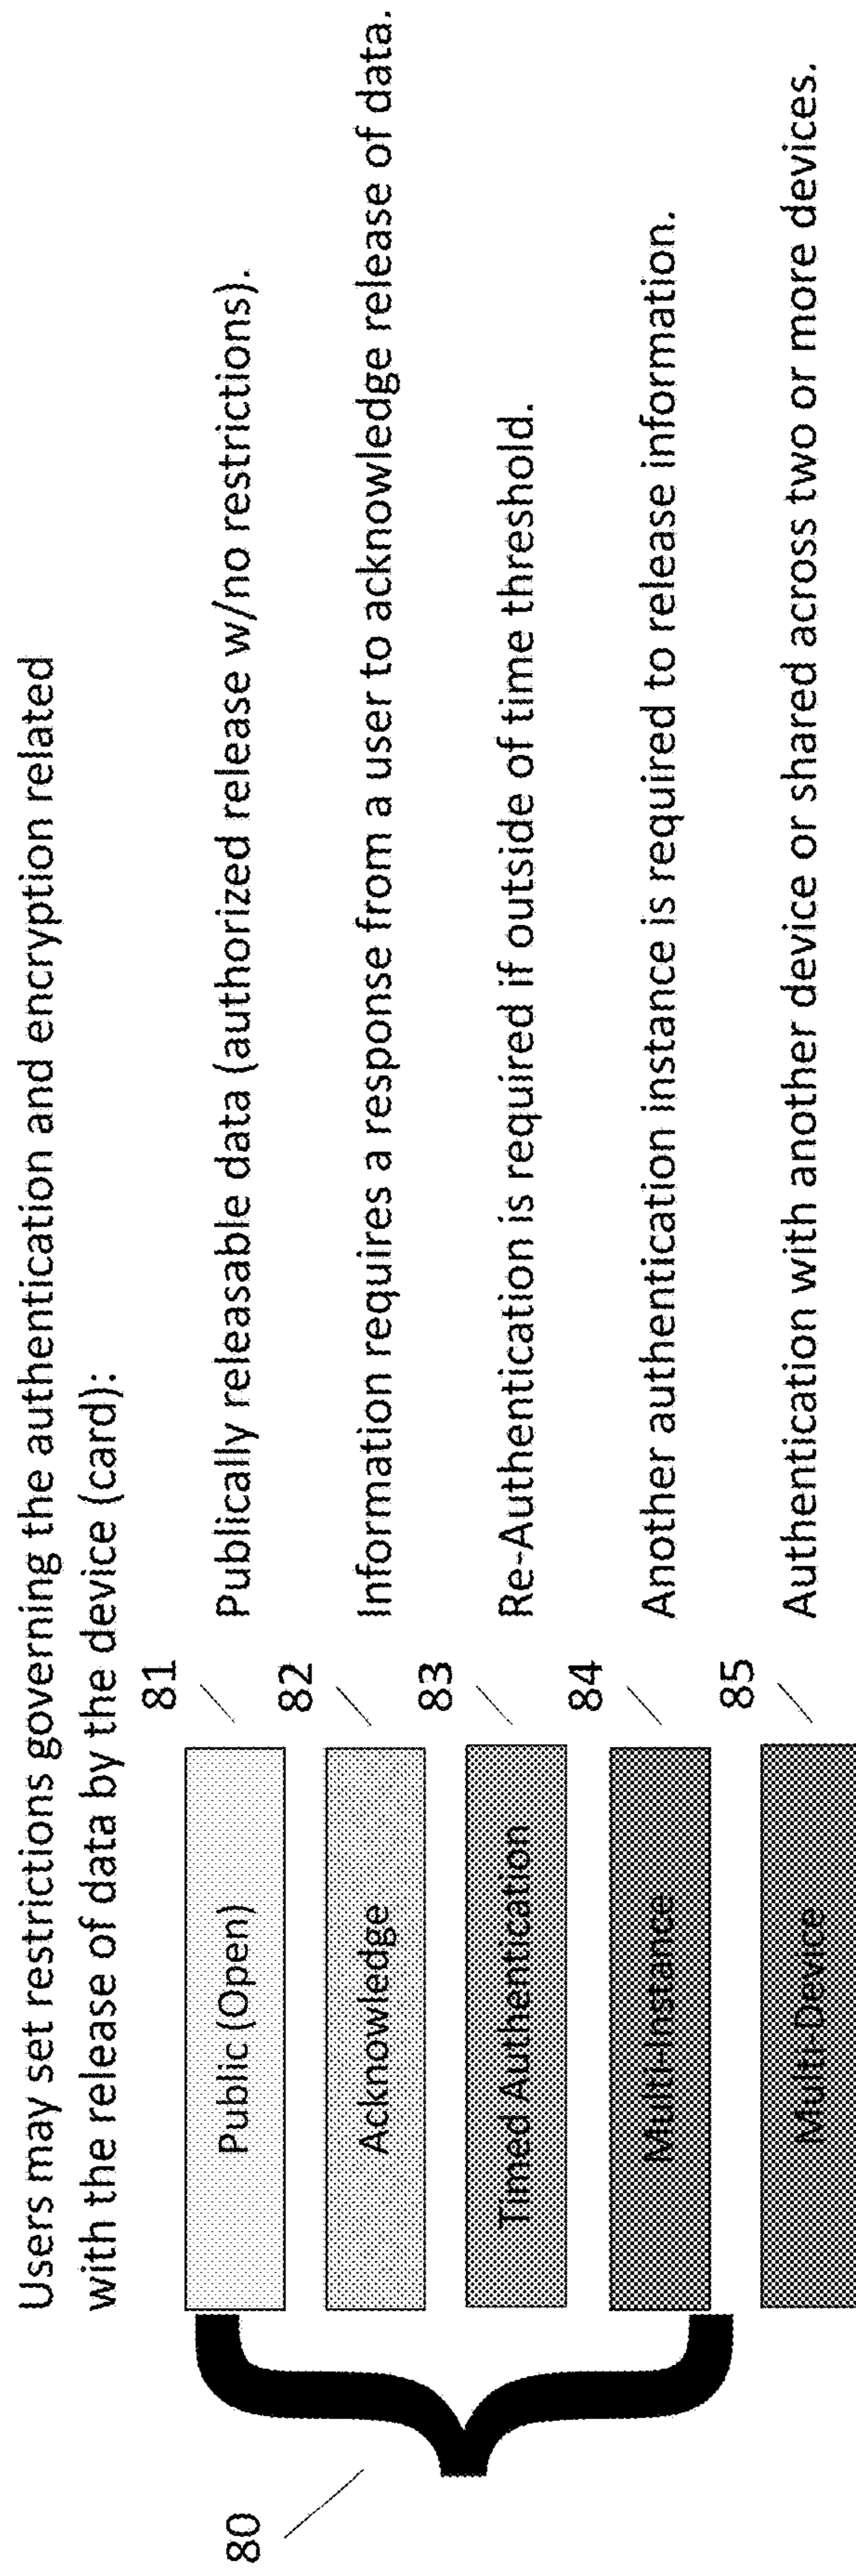 Users may set restrictions governing the authentication and encryption related
with the release of data by the device (card):
80
Public (Open)
81
Publically releasable data (authorized release w/no restrictions).
Acknowledge
82
Information requires a response from a user to acknowledge release of data.
Timed Authentication
83
Re-Authentication is required if outside of time threshold.
Multi-Instance
84
Another authentication instance is required to release information.
Multi-Device
85
Authentication with another device or shared across two or more devices.